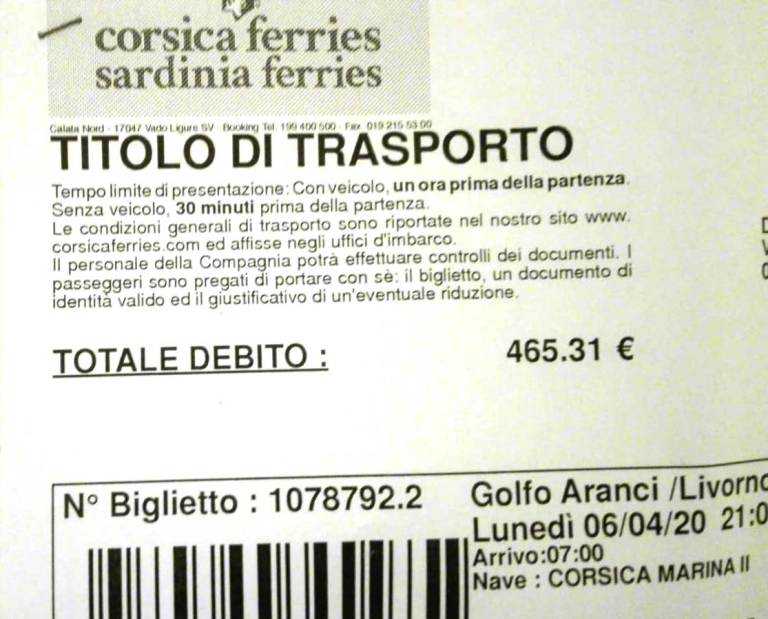 corsica ferries
sardinia ferries
Calata Nord - 17047 Vado Ligure SV - Booking Tel. 199 400 500 - Fax 019 215 53 00
TITOLO DI TRASPORTO
Tempo limite di presentazione: Con veicolo, un ora prima della partenza.
Senza veicolo, 30 minuti prima della partenza.
Le condizioni generali di trasporto sono riportate nel nostro sito www.
corsicaferries.com ed affisse negli uffici d'imbarco.
Il personale della Compagnia potrà effettuare controlli dei documenti. I
passeggeri sono pregati di portare con sè: il biglietto, un documento di
identità valido ed il giustificativo di un'eventuale riduzione.
TOTALE DEBITO : 465.31 €
N° Biglietto : 1078792.2
Golfo Aranci /Livorno
Lunedì 06/04/20 21:0
Arrivo:07:00
Nave : CORSICA MARINA II